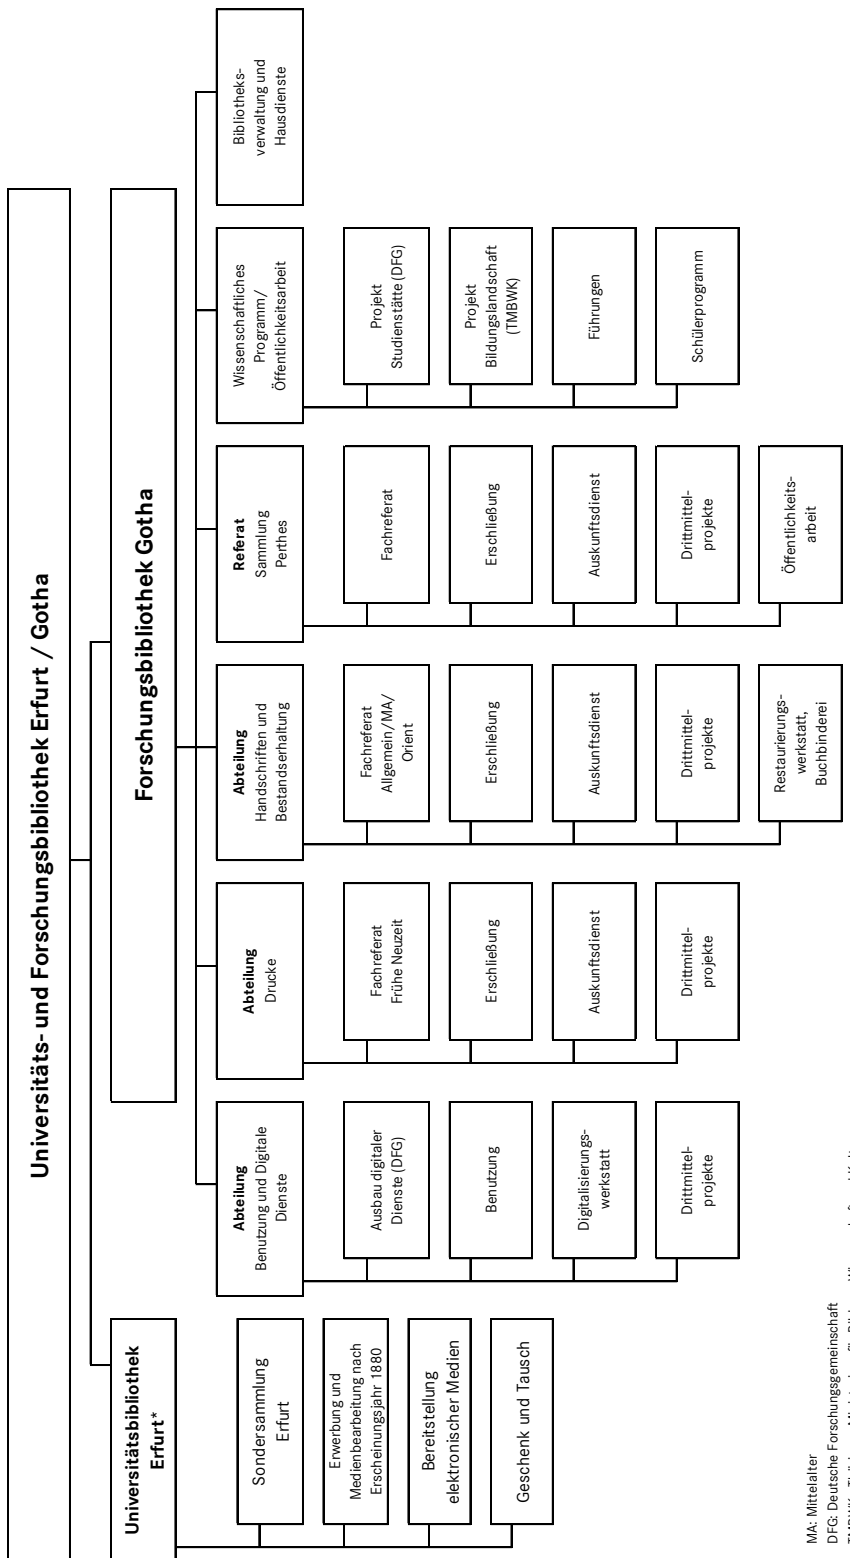 Universitäts- und Forschungsbibliothek Erfurt / Gotha
Universitätsbibliothek
Erfurt*
Sondersammlung
Erfurt
Erwerbung und
Medienbearbeitung nach
Erscheinungsjahr 1880
Bereitstellung
elektronischer Medien
Geschenk und Tausch
Forschungsbibliothek Gotha
Abteilung
Benutzung und Digitale
Dienste
Ausbau digitaler
Dienste (DFG)
Benutzung
Digitalisierungs-
werkstatt
Drittmittel-
projekte
Abteilung
Drucke
Fachreferat
Frühe Neuzeit
Erschließung
Auskunftsdienst
Drittmittel-
projekte
Abteilung
Handschriften und
Bestandserhaltung
Fachreferat
Allgemein/MA/
Orient
Erschließung
Auskunftsdienst
Drittmittel-
projekte
Restaurierungs-
werkstatt,
Buchbinderei
Referat
Sammlung
Perthes
Fachreferat
Erschließung
Auskunftsdienst
Drittmittel-
projekte
Öffentlichkeits-
arbeit
Wissenschaftliches
Programm/
Öffentlichkeitsarbeit
Projekt
Studienstätte (DFG)
Projekt
Bildungslandschaft
(TMBWK)
Führungen
Schülerprogramm
Bibliotheks-
verwaltung und
Hausdienste
MA: Mittelalter
DFG: Deutsche Forschungsgemeinschaft